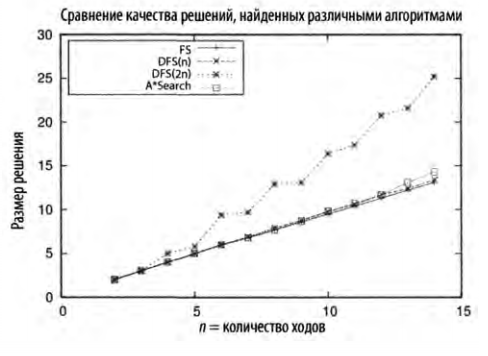 Сравнение качества решений, найденных различными алгоритмами
30
25
20
15
10
5
0
Размер решения
FS
DFS(n)
DFS(2n)
A*Search
0 5 10 15
n = количество ходов